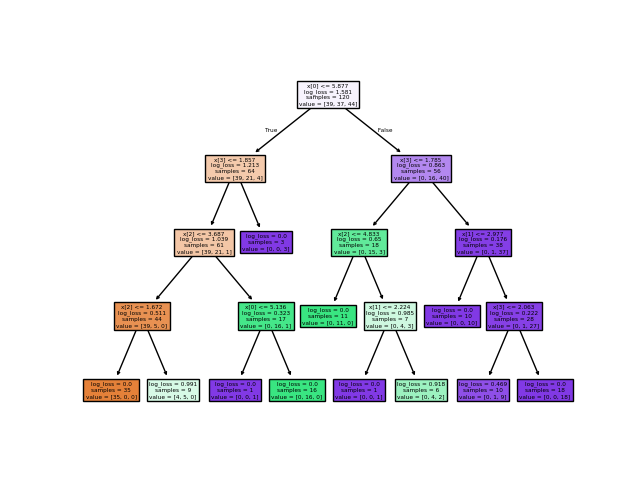 x[0] <= 5.877
log_loss = 1.581
samples = 120
value = [39, 37, 44]
True
False
x[3] <= 1.857
log_loss = 1.213
samples = 64
value = [39, 21, 4]
x[3] <= 1.785
log_loss = 0.863
samples = 56
value = [0, 16, 40]
x[2] <= 3.687
log_loss = 1.039
samples = 61
value = [39, 21, 1]
log_loss = 0.0
samples = 3
value = [0, 0, 3]
x[2] <= 4.833
log_loss = 0.65
samples = 18
value = [0, 15, 3]
x[1] <= 2.977
log_loss = 0.176
samples = 38
value = [0, 1, 37]
x[2] <= 1.672
log_loss = 0.511
samples = 44
value = [39, 5, 0]
x[0] <= 5.136
log_loss = 0.323
samples = 17
value = [0, 16, 1]
log_loss = 0.0
samples = 11
value = [0, 11, 0]
x[1] <= 2.224
log_loss = 0.985
samples = 7
value = [0, 4, 3]
log_loss = 0.0
samples = 10
value = [0, 0, 10]
x[3] <= 2.063
log_loss = 0.222
samples = 28
value = [0, 1, 27]
log_loss = 0.0
samples = 35
value = [35, 0, 0]
log_loss = 0.991
samples = 9
value = [4, 5, 0]
log_loss = 0.0
samples = 1
value = [0, 0, 1]
log_loss = 0.0
samples = 16
value = [0, 16, 0]
log_loss = 0.0
samples = 1
value = [0, 0, 1]
log_loss = 0.918
samples = 6
value = [0, 4, 2]
log_loss = 0.469
samples = 10
value = [0, 1, 9]
log_loss = 0.0
samples = 18
value = [0, 0, 18]